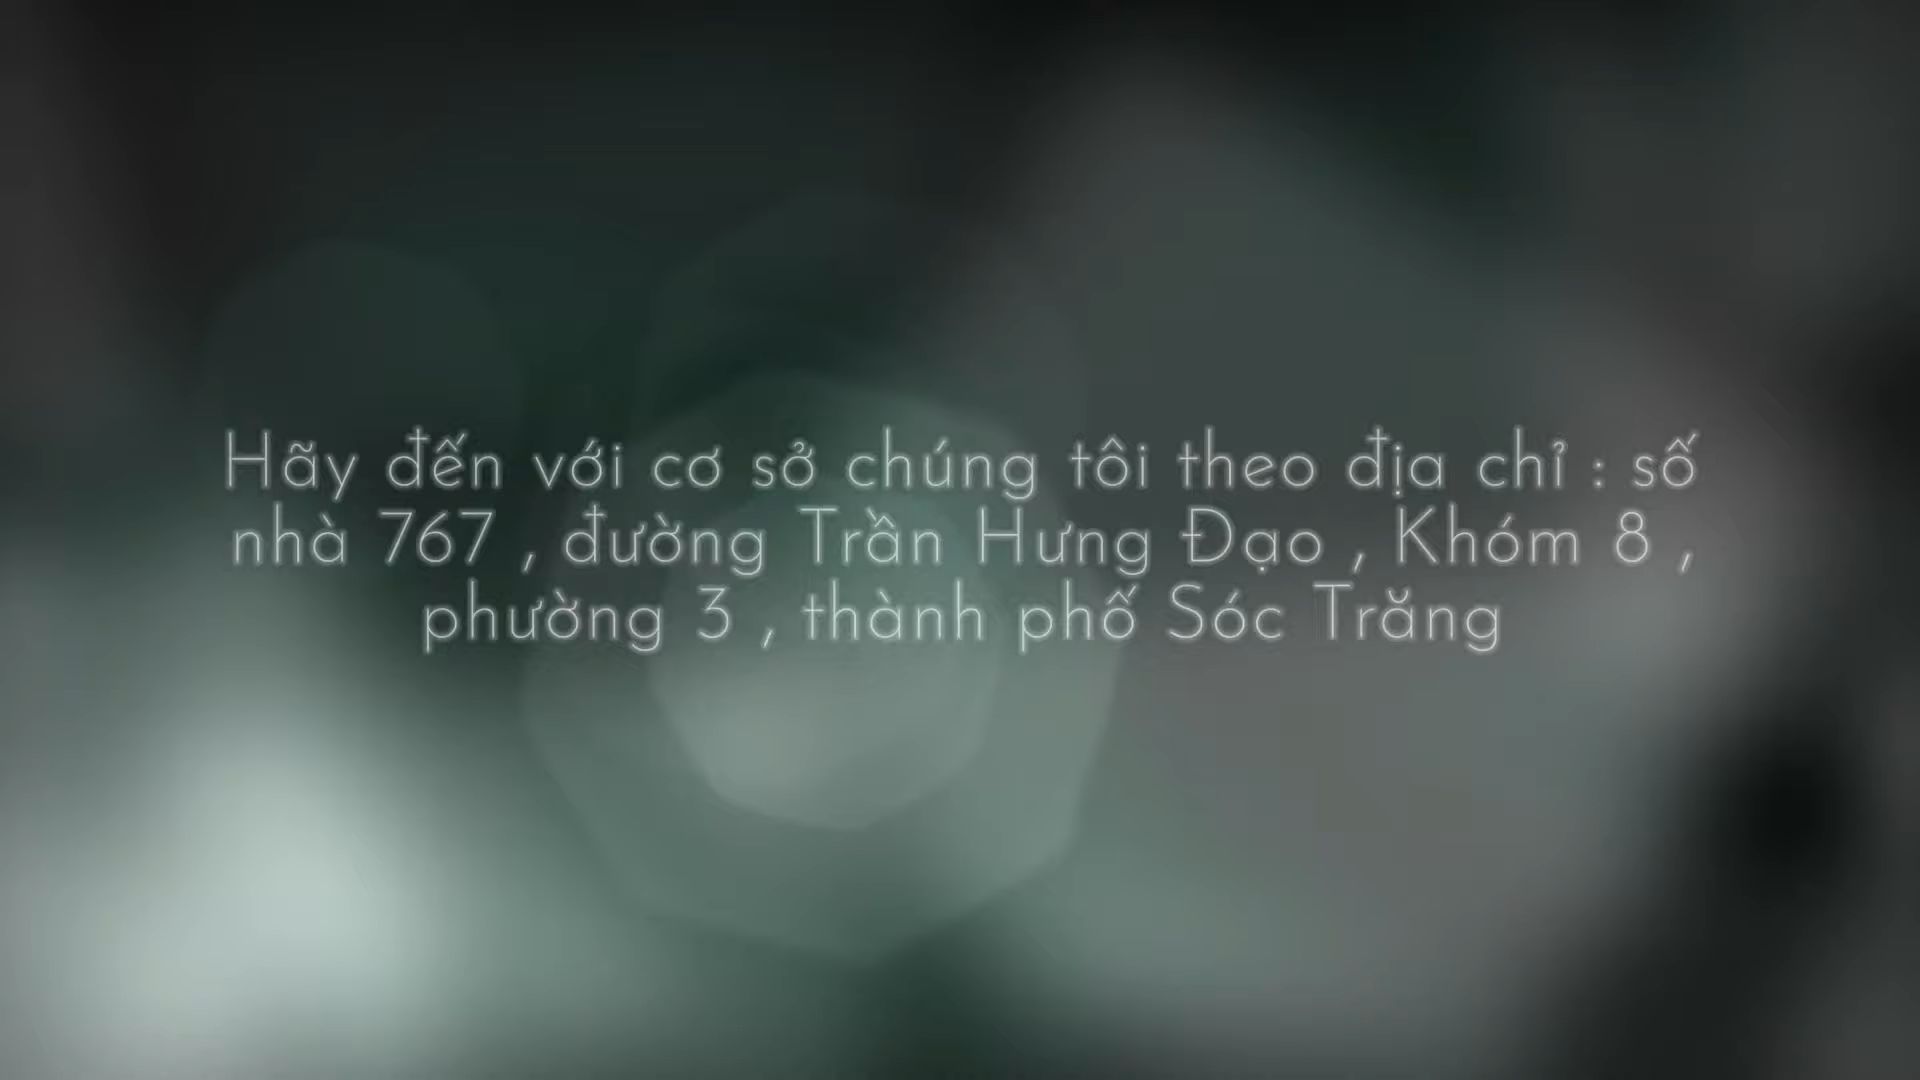 Hãy đến với cơ sở chúng tôi theo địa chỉ : số
nhà 767 , đường Trần Hưng Đạo , Khóm 8 ,
phường 3 , thành phố Sóc Trăng